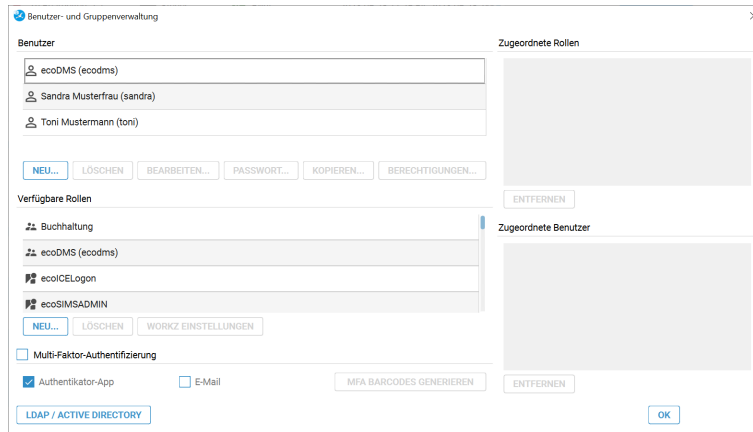 Benutzer- und Gruppenverwaltung
Benutzer
ecoDMS (ecodms)
Sandra Musterfrau (sandra)
Toni Mustermann (toni)
NEU... LÖSCHEN BEARBEITEN... PASSWORT... KOPIEREN... BERECHTIGUNGEN...
Verfügbare Rollen
Buchhaltung
ecoDMS (ecodms)
ecoICELogon
ecoSIMSADMIN
NEU... LÖSCHEN WORKZ EINSTELLUNGEN
Multi-Faktor-Authentifizierung
Authentikator-App E-Mail MFA BARCODES GENERIEREN
LDAP / ACTIVE DIRECTORY
Zugeordnete Rollen
ENTFERNEN
Zugeordnete Benutzer
ENTFERNEN
OK